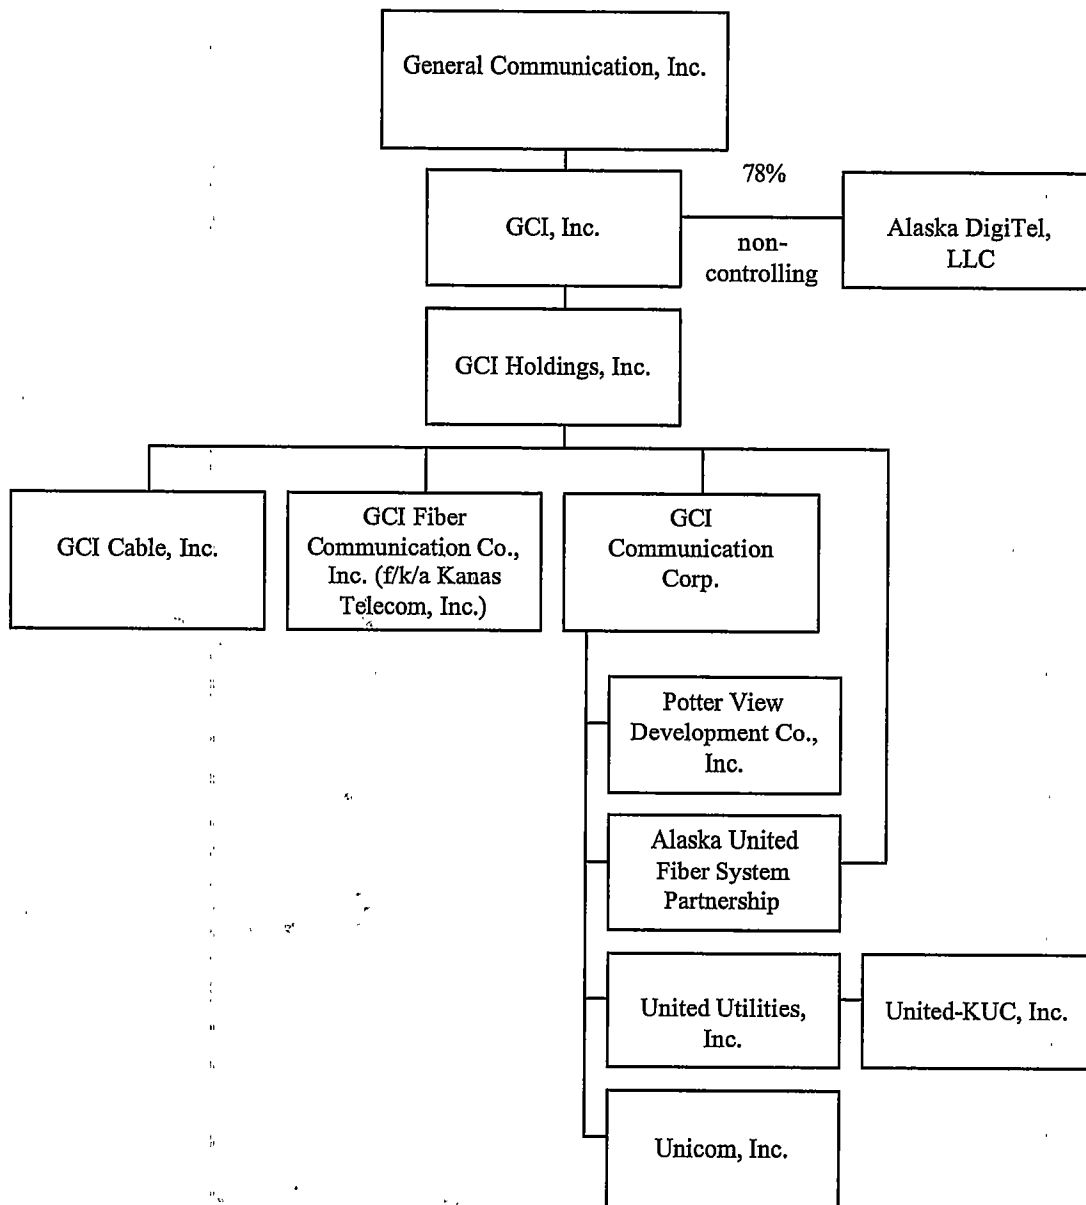 General Communication, Inc.
78%
GCI, Inc.
non-
controlling
Alaska DigiTel,
LLC
GCI Holdings, Inc.
GCI Cable, Inc.
GCI Fiber
Communication Co.,
Inc. (f/k/a Kanas
Telecom, Inc.)
GCI
Communication
Corp.
Potter View
Development Co.,
Inc.
Alaska United
Fiber System
Partnership
United Utilities,
Inc.
United-KUC, Inc.
Unicom, Inc.